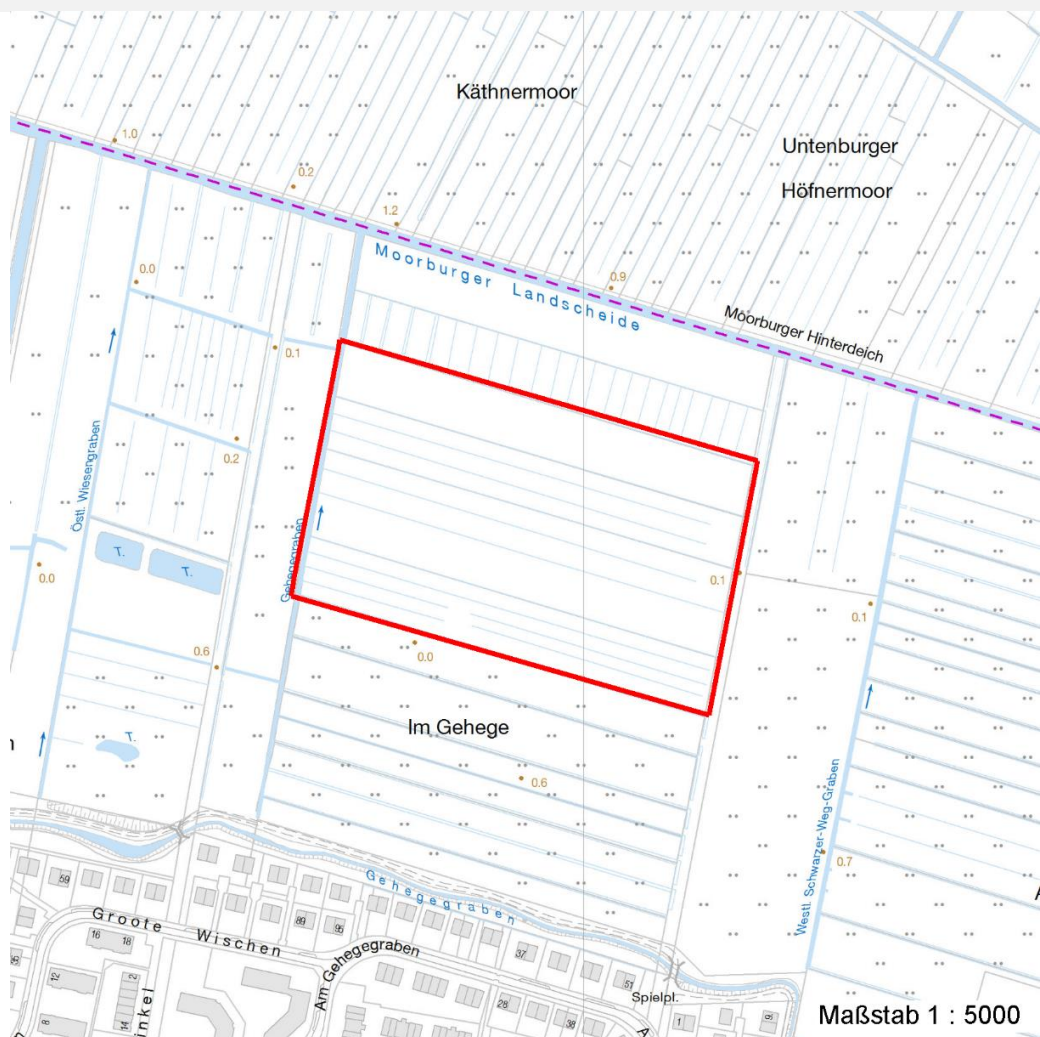 Käthnermoor
Untenburger
Höfnermoor
1.0
0.2
1.2
0.9
Moorburger Landscheide
Moorburger Hinterdeich
0.0
0.1
0.2
Östl. Wiesengraben
T.
T.
0.0
Gehegegraben
0.1
0.1
0.6
0.0
Im Gehege
T.
0.6
Westl. Schwarzer-Weg-Graben
0.7
Gehegegraben
59
89
95
Groote Wischen
16
18
Am Gehegegraben
37
51
Spielpl.
12
2
8
14
inkel
28
38
1
9
Maßstab 1 : 5000